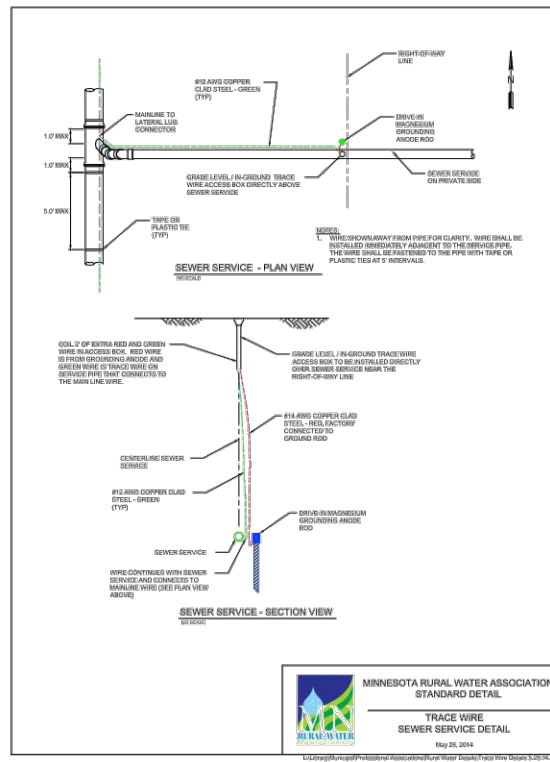 RIGHT-OF-WAY
LINE
#12 AWG COPPER
CLAD STEEL - GREEN
(TYP)
N
MAINLINE TO
LATERAL LUG
CONNECTOR
DRIVE-IN
MAGNESIUM
GROUNDING
ANODE ROD
1.0' MAX
1.0' MAX
5.0' MAX
GRADE LEVEL / IN-GROUND TRACE
WIRE ACCESS BOX DIRECTLY ABOVE
SEWER SERVICE
SEWER SERVICE
ON PRIVATE SIDE
TAPE OR
PLASTIC TIE
(TYP)
NOTES:
1. WIRE SHOWN AWAY FROM PIPE FOR CLARITY. WIRE SHALL BE
INSTALLED IMMEDIATELY ADJACENT TO THE SERVICE PIPE.
THE WIRE SHALL BE FASTENED TO THE PIPE WITH TAPE OR
PLASTIC TIES AT 5' INTERVALS.
SEWER SERVICE - PLAN VIEW
NO SCALE
COIL 2' OF EXTRA RED AND GREEN
WIRE IN ACCESS BOX. RED WIRE
IS FROM GROUNDING ANODE AND
GREEN WIRE IS TRACE WIRE ON
SERVICE PIPE THAT CONNECTS TO
THE MAIN LINE WIRE.
GRADE LEVEL / IN-GROUND TRACE WIRE
ACCESS BOX TO BE INSTALLED DIRECTLY
OVER SEWER SERVICE NEAR THE
RIGHT-OF-WAY LINE
#14 AWG COPPER CLAD
STEEL - RED, FACTORY
CONNECTED TO
GROUND ROD
CENTERLINE SEWER
SERVICE
#12 AWG COPPER CLAD
STEEL - GREEN
(TYP)
DRIVE-IN MAGNESIUM
GROUNDING ANODE
ROD
SEWER SERVICE
WIRE CONTINUES WITH SEWER
SERVICE AND CONNECTS TO
MAINLINE WIRE (SEE PLAN VIEW
ABOVE)
SEWER SERVICE - SECTION VIEW
NO SCALE
MN
RURAL WATER
MINNESOTA RURAL WATER ASSOCIATION
STANDARD DETAIL
TRACE WIRE
SEWER SERVICE DETAIL
May 28, 2014